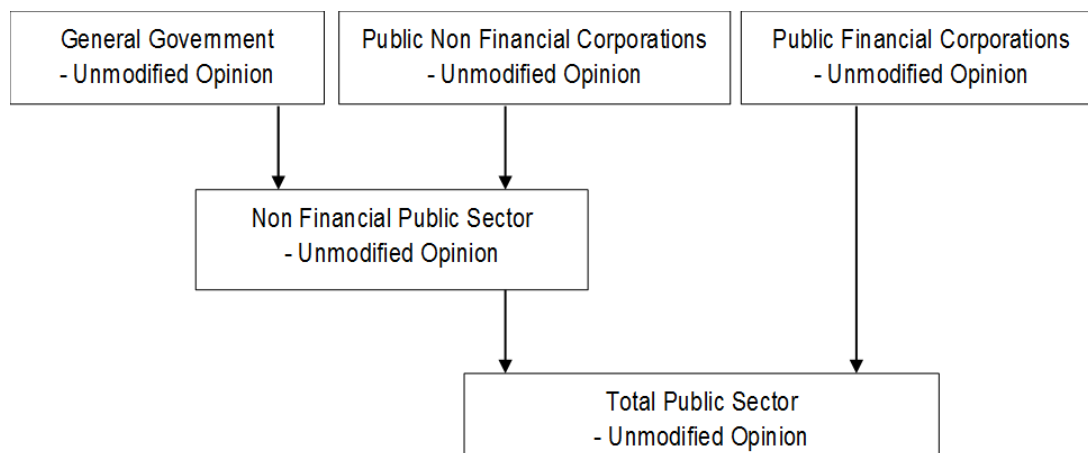 General Government
- Unmodified Opinion
Public Non Financial Corporations
- Unmodified Opinion
Public Financial Corporations
- Unmodified Opinion
Non Financial Public Sector
- Unmodified Opinion
Total Public Sector
- Unmodified Opinion